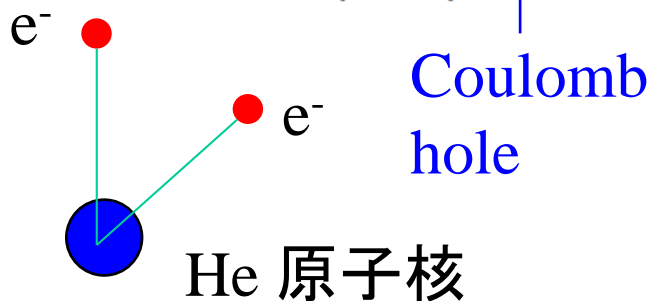 e⁻
e⁻
Coulomb
hole
He 原子核